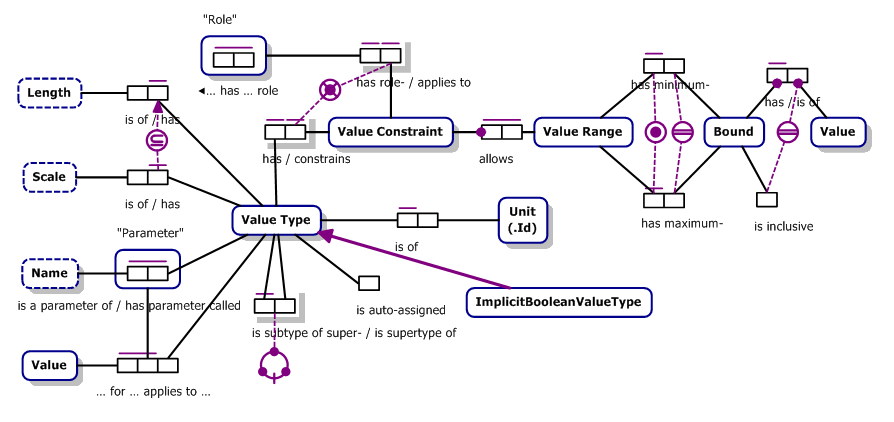 "Role"
◄... has ... role
has role- / applies to
has minimum-
Length
is of / has
has / is of
Value Constraint
Value Range
Bound
Value
has / constrains
allows
Scale
is of / has
Value Type
Unit
(.Id)
has maximum-
is inclusive
"Parameter"
is of
Name
is a parameter of / has parameter called
is auto-assigned
ImplicitBooleanValueType
is subtype of super- / is supertype of
Value
... for ... applies to ...